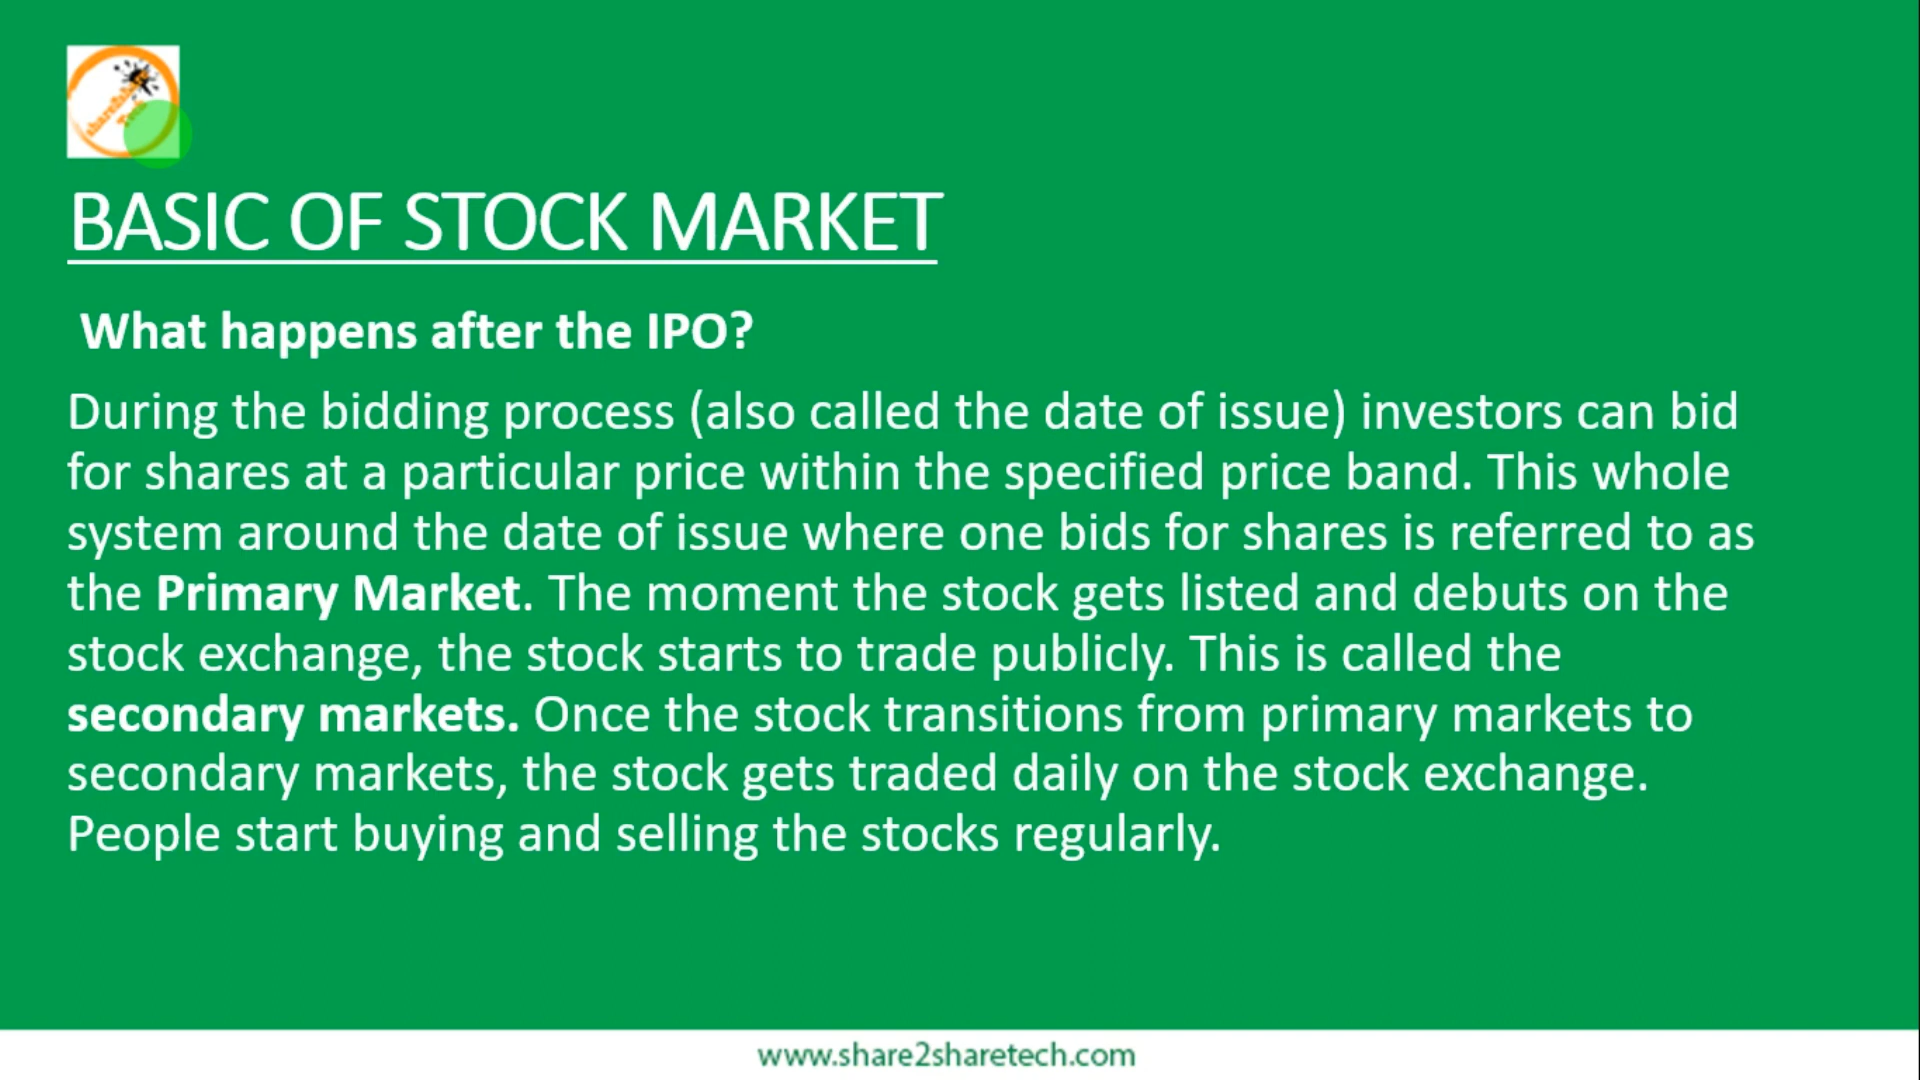 share2share
Tech
BASIC OF STOCK MARKET
What happens after the IPO?
During the bidding process (also called the date of issue) investors can bid
for shares at a particular price within the specified price band. This whole
system around the date of issue where one bids for shares is referred to as
the Primary Market. The moment the stock gets listed and debuts on the
stock exchange, the stock starts to trade publicly. This is called the
secondary markets. Once the stock transitions from primary markets to
secondary markets, the stock gets traded daily on the stock exchange.
People start buying and selling the stocks regularly.
www.share2sharetech.com